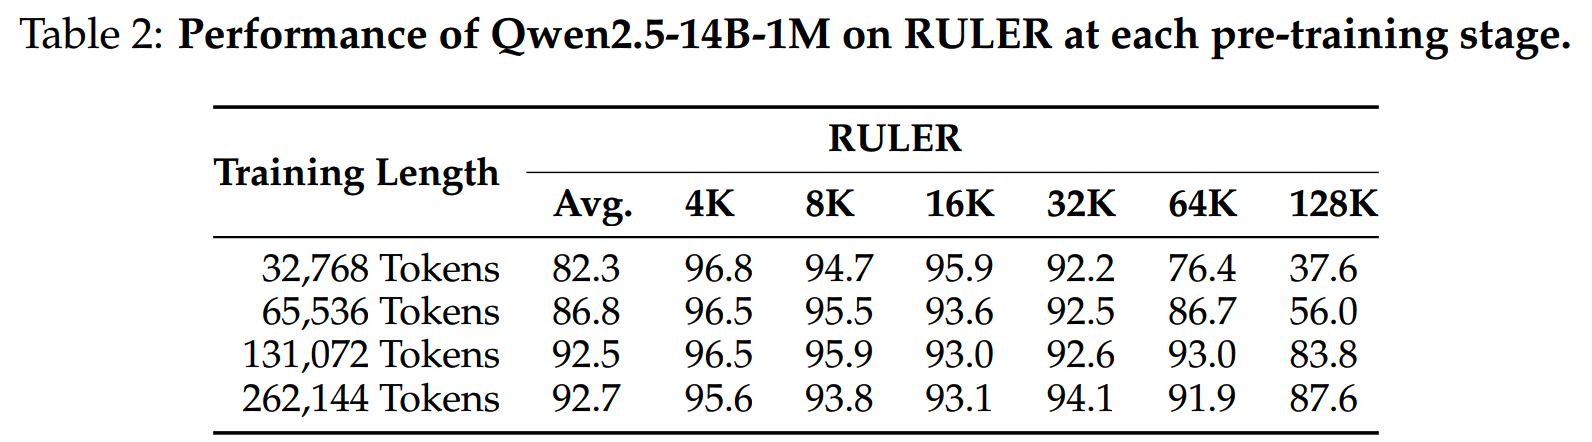 Table 2: Performance of Qwen2.5-14B-1M on RULER at each pre-training stage.
RULER
Training Length
Avg. 4K 8K 16K 32K 64K 128K
32,768 Tokens 82.3 96.8 94.7 95.9 92.2 76.4 37.6
65,536 Tokens 86.8 96.5 95.5 93.6 92.5 86.7 56.0
131,072 Tokens 92.5 96.5 95.9 93.0 92.6 93.0 83.8
262,144 Tokens 92.7 95.6 93.8 93.1 94.1 91.9 87.6